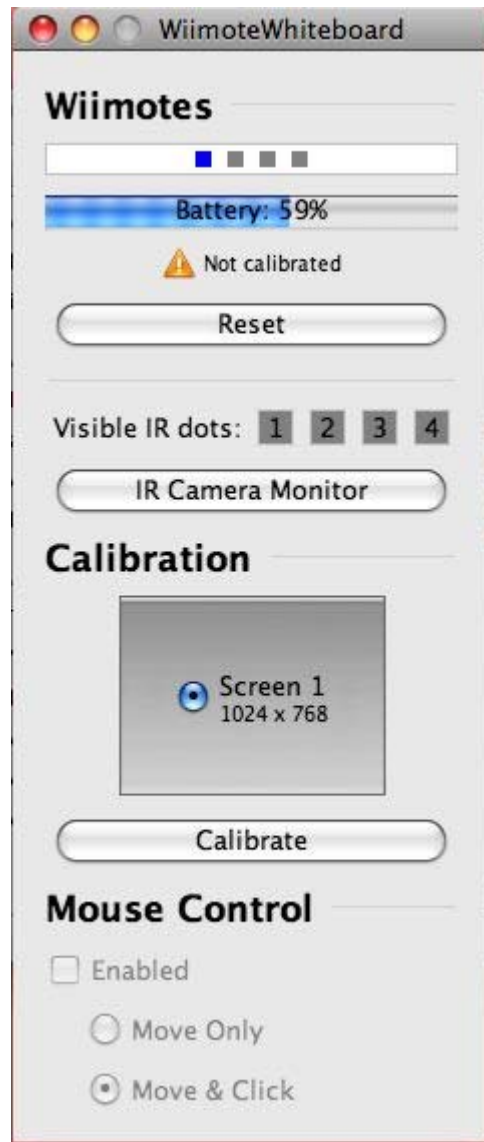 WiimoteWhiteboard
Wiimotes
Battery: 59%
Not calibrated
Reset
Visible IR dots: 1 2 3 4
IR Camera Monitor
Calibration
Screen 1
1024 x 768
Calibrate
Mouse Control
Enabled
Move Only
Move & Click